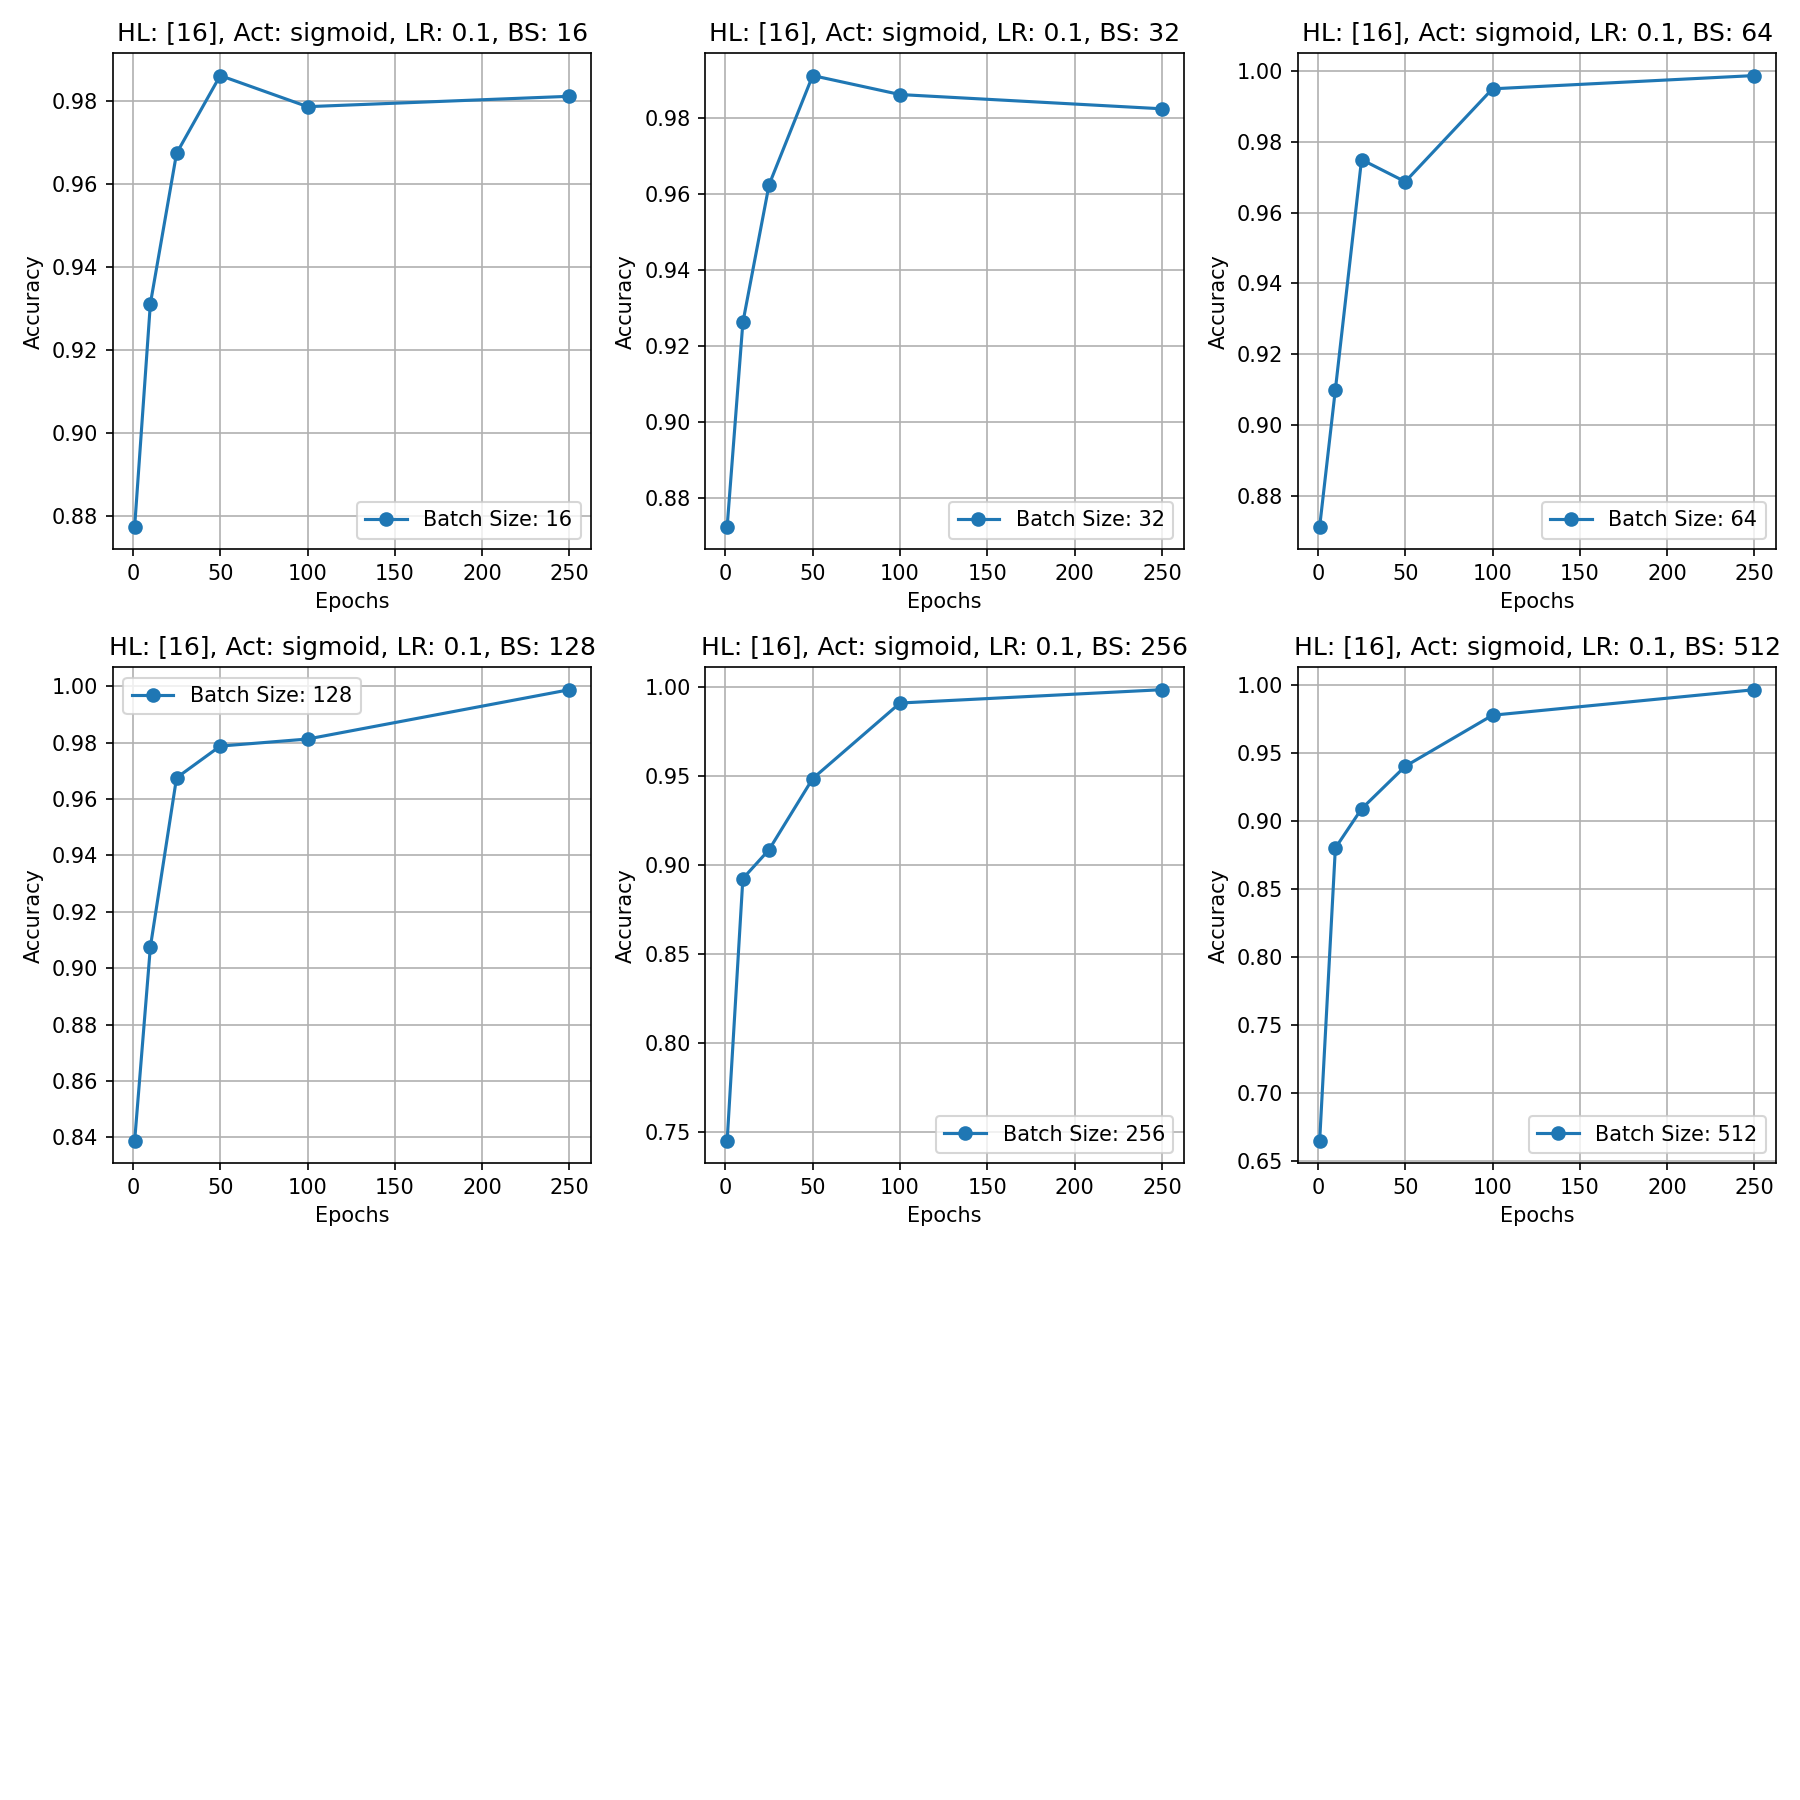 HL: [16], Act: sigmoid, LR: 0.1, BS: 16
0.98
0.96
0.94
0.92
0.90
0.88
Accuracy
Batch Size: 16
0 50 100 150 200 250
Epochs
HL: [16], Act: sigmoid, LR: 0.1, BS: 32
0.98
0.96
0.94
0.92
0.90
0.88
Accuracy
Batch Size: 32
0 50 100 150 200 250
Epochs
HL: [16], Act: sigmoid, LR: 0.1, BS: 64
1.00
0.98
0.96
0.94
0.92
0.90
0.88
Accuracy
Batch Size: 64
0 50 100 150 200 250
Epochs
HL: [16], Act: sigmoid, LR: 0.1, BS: 128
Batch Size: 128
1.00
0.98
0.96
0.94
0.92
0.90
0.88
0.86
0.84
Accuracy
0 50 100 150 200 250
Epochs
HL: [16], Act: sigmoid, LR: 0.1, BS: 256
1.00
0.95
0.90
0.85
0.80
0.75
Accuracy
Batch Size: 256
0 50 100 150 200 250
Epochs
HL: [16], Act: sigmoid, LR: 0.1, BS: 512
1.00
0.95
0.90
0.85
0.80
0.75
0.70
0.65
Accuracy
Batch Size: 512
0 50 100 150 200 250
Epochs